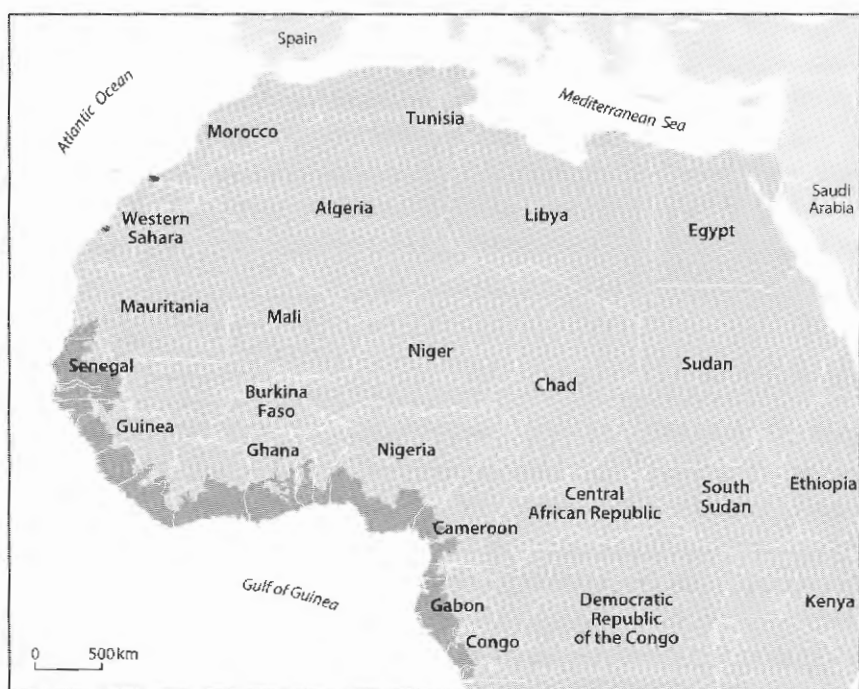 Spain
Atlantic Ocean
Mediterranean Sea
Tunisia
Morocco
Saudi
Arabia
Algeria
Libya
Western
Sahara
Egypt
Mauritania
Mali
Niger
Sudan
Senegal
Chad
Burkina
Faso
Guinea
Ghana
Nigeria
Ethiopia
South
Sudan
Central
African Republic
Cameroon
Gulf of Guinea
Gabon
Democratic
Republic
of the Congo
Kenya
Congo
0 500 km